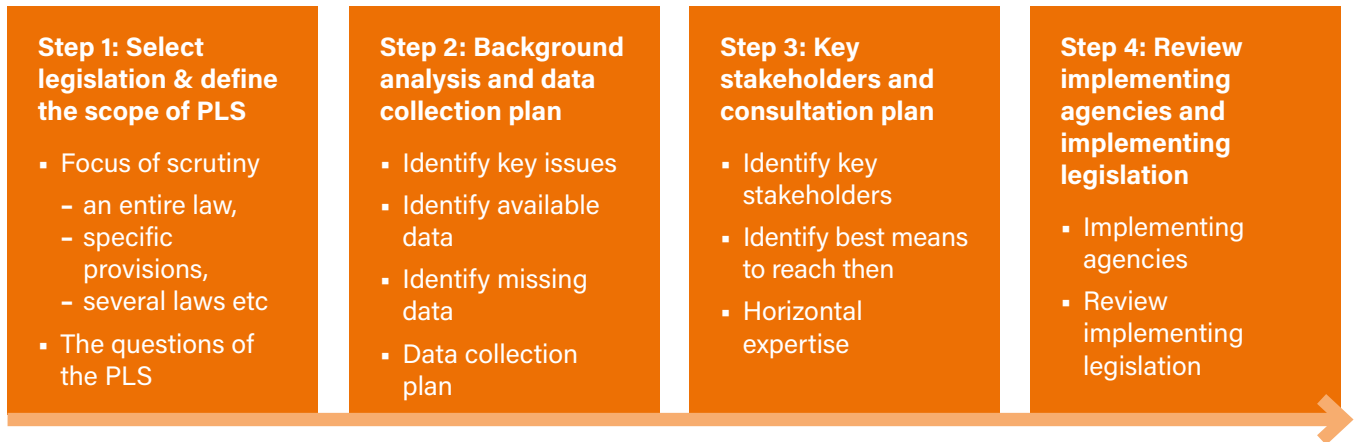 Step 1: Select
legislation & define
the scope of PLS
▪ Focus of scrutiny
– an entire law,
– specific
provisions,
– several laws etc
▪ The questions of
the PLS
Step 2: Background
analysis and data
collection plan
▪ Identify key issues
▪ Identify available
data
▪ Identify missing
data
▪ Data collection
plan
Step 3: Key
stakeholders and
consultation plan
▪ Identify key
stakeholders
▪ Identify best means
to reach then
▪ Horizontal
expertise
Step 4: Review
implementing
agencies and
implementing
legislation
▪ Implementing
agencies
▪ Review
implementing
legislation